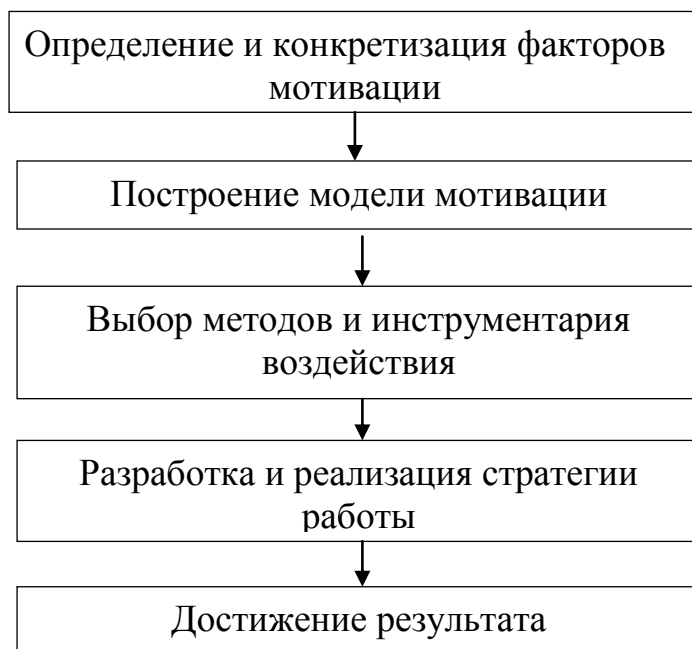 Определение и конкретизация факторов
мотивации
Построение модели мотивации
Выбор методов и инструментария
воздействия
Разработка и реализация стратегии
работы
Достижение результата